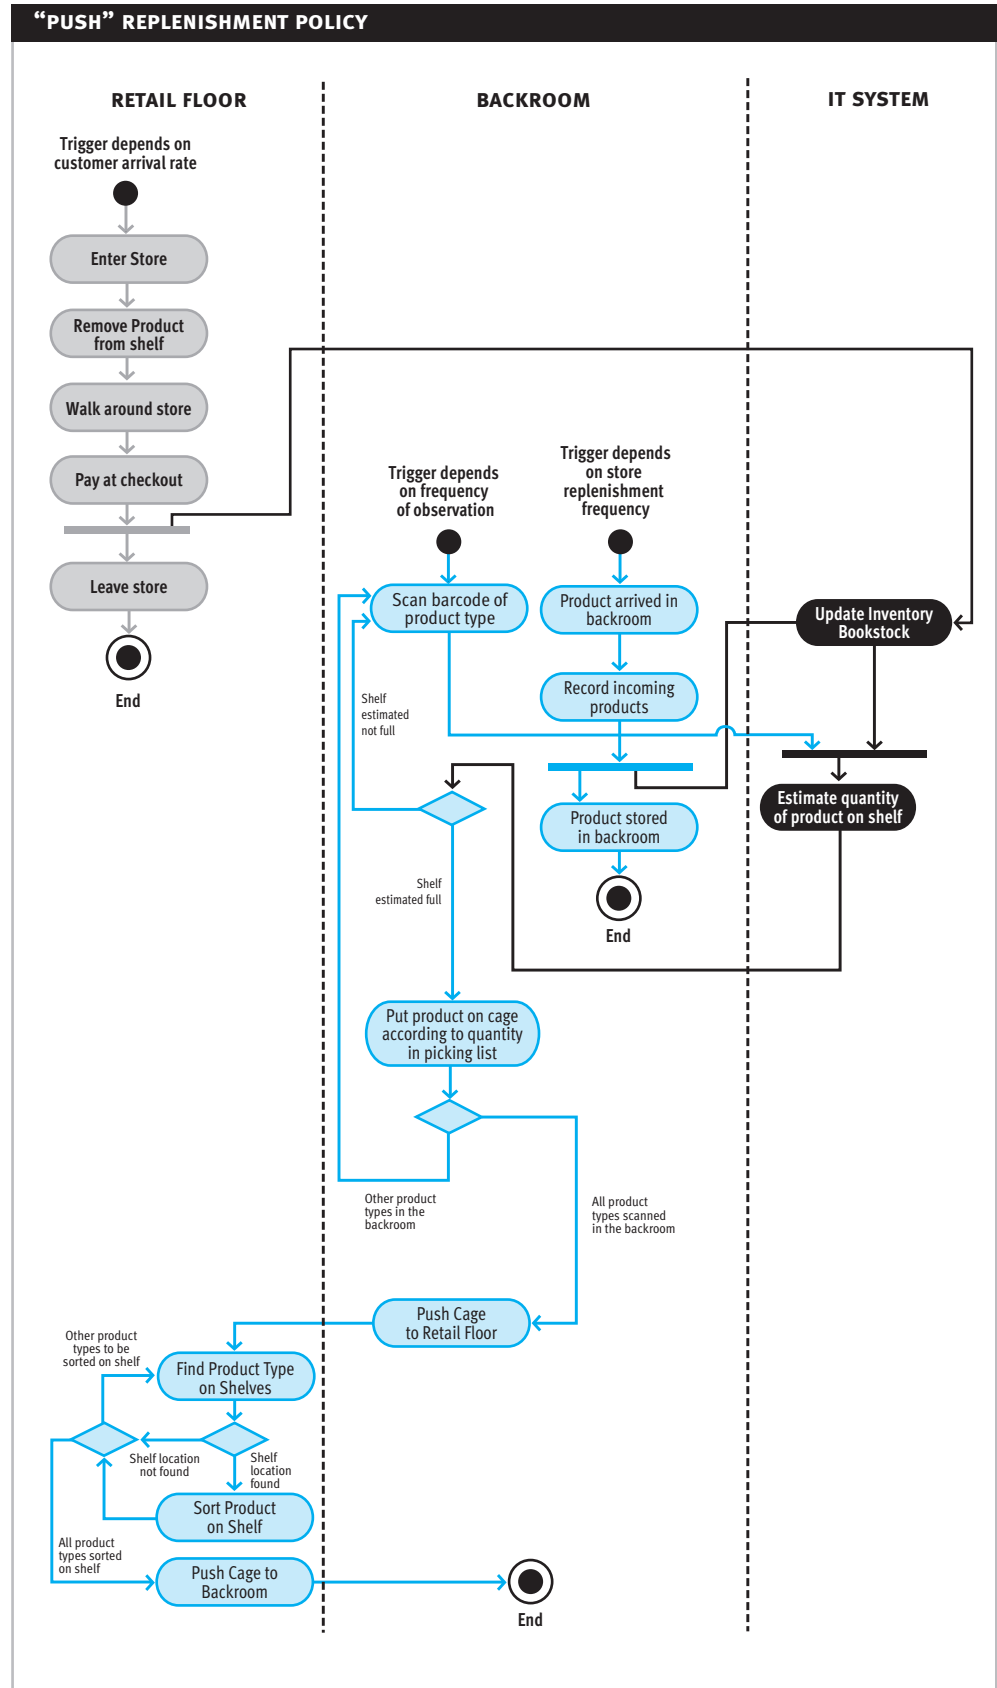 “PUSH” REPLENISHMENT POLICY
RETAIL FLOOR
BACKROOM
IT SYSTEM
Trigger depends on
customer arrival rate
Enter Store
Remove Product
from shelf
Walk around store
Pay at checkout
Leave store
End
Trigger depends
on frequency
of observation
Trigger depends
on store
replenishment
frequency
Scan barcode of
product type
Product arrived in
backroom
Update Inventory
Bookstock
Record incoming
products
Shelf
estimated
not full
Estimate quantity
of product on shelf
Product stored
in backroom
Shelf
estimated full
End
Put product on cage
according to quantity
in picking list
Other product
types in the
backroom
All product
types scanned
in the backroom
Push Cage
to Retail Floor
Other product
types to be
sorted on shelf
Find Product Type
on Shelves
Shelf location
not found
Shelf
location
found
Sort Product
on Shelf
All product
types sorted
on shelf
Push Cage to
Backroom
End